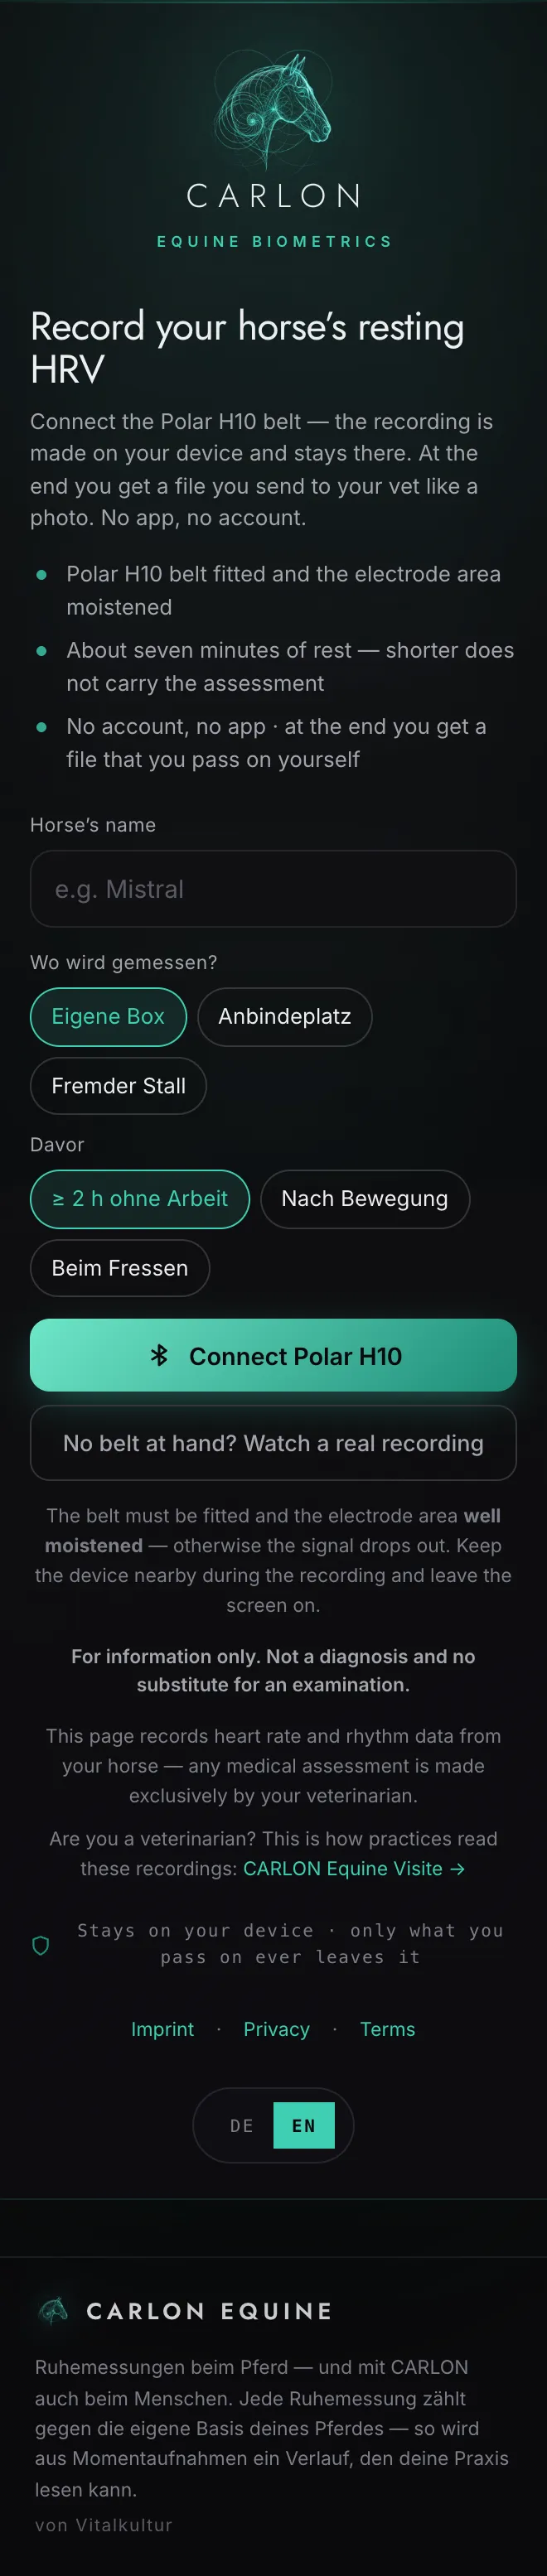 CARLON
EQUINE BIOMETRICS
Record your horse’s resting
HRV
Connect the Polar H10 belt — the recording is
made on your device and stays there. At the
end you get a file you send to your vet like a
photo. No app, no account.
Polar H10 belt fitted and the electrode area
moistened
About seven minutes of rest — shorter does
not carry the assessment
No account, no app · at the end you get a
file that you pass on yourself
Horse’s name
e.g. Mistral
Wo wird gemessen?
Eigene Box
Anbindeplatz
Fremder Stall
Davor
≥ 2 h ohne Arbeit
Nach Bewegung
Beim Fressen
Connect Polar H10
No belt at hand? Watch a real recording
The belt must be fitted and the electrode area well
moistened — otherwise the signal drops out. Keep
the device nearby during the recording and leave the
screen on.
For information only. Not a diagnosis and no
substitute for an examination.
This page records heart rate and rhythm data from
your horse — any medical assessment is made
exclusively by your veterinarian.
Are you a veterinarian? This is how practices read
these recordings: CARLON Equine Visite →
Stays on your device · only what you
pass on ever leaves it
Imprint · Privacy · Terms
DE EN
CARLON EQUINE
Ruhemessungen beim Pferd — und mit CARLON
auch beim Menschen. Jede Ruhemessung zählt
gegen die eigene Basis deines Pferdes — so wird
aus Momentaufnahmen ein Verlauf, den deine Praxis
lesen kann.
von Vitalkultur